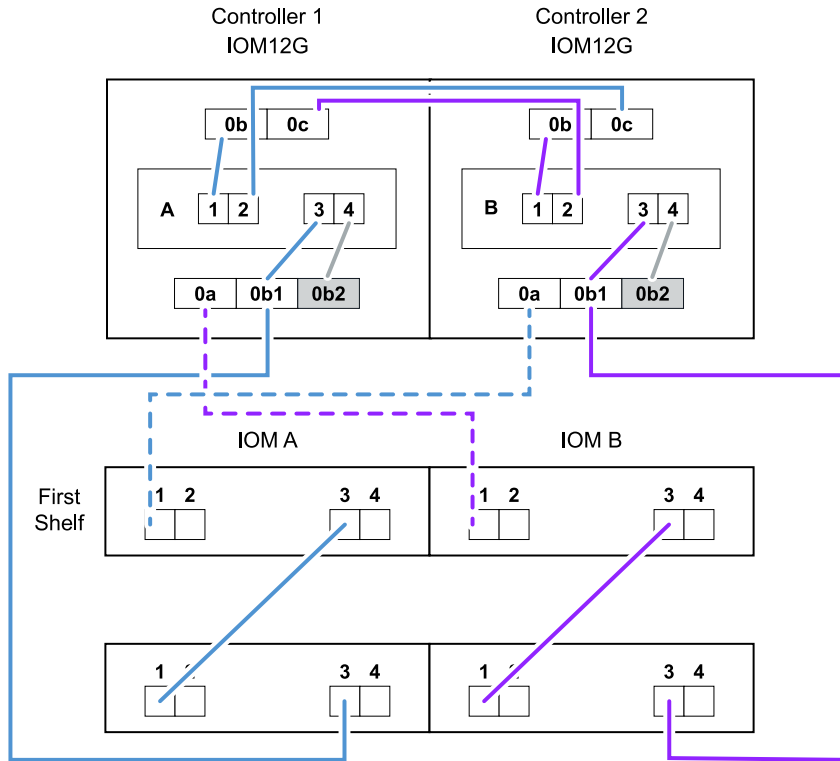 Controller 1 Controller 2
IOM12G IOM12G
0b 0c 0b 0c
A 1 2 3 4 B 1 2 3 4
0a 0b1 0b2 0a 0b1 0b2
IOM A IOM B
First
Shelf
1 2 3 4 1 2 3 4
1 3 4 1 3 4